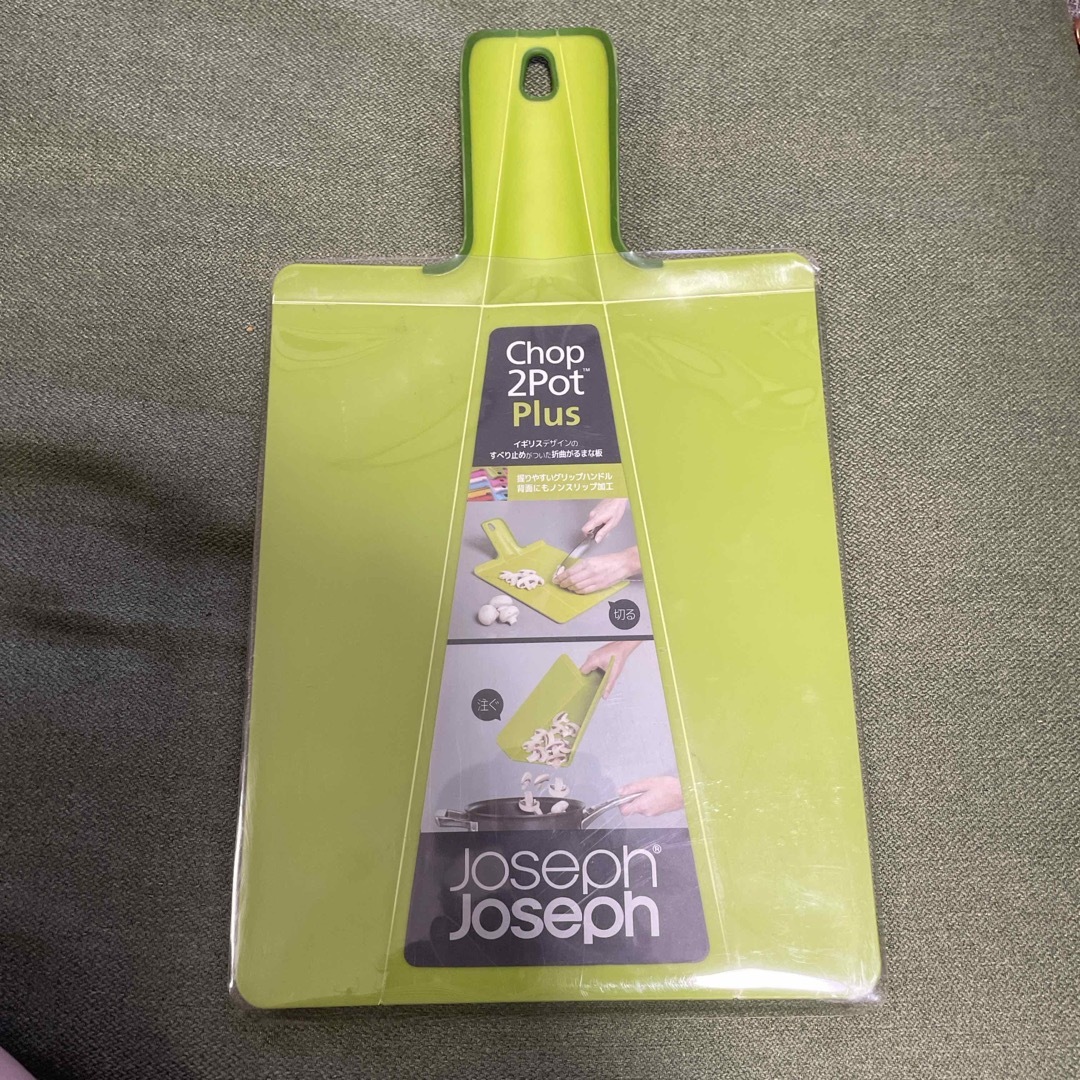 Chop
2Pot™
Plus
イギリスデザインの
すべり止めがついた折曲がるまな板
握りやすいグリップハンドル
背面にもノンスリップ加工
切る
注ぐ
Joseph®
Joseph